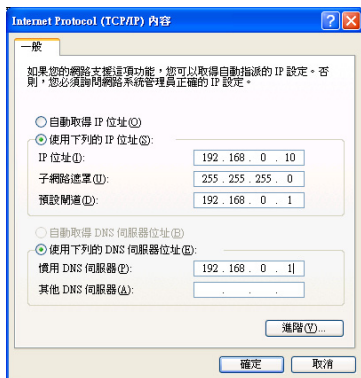 Internet Protocol (TCP/IP) 內容
一般
如果您的網路支援這項功能，您可以取得自動指派的 IP 設定。否
則，您必須詢問網路系統管理員正確的 IP 設定。
自動取得 IP 位址(O)
使用下列的 IP 位址(S):
IP 位址(I): 192 . 168 . 0 . 10
子網路遮罩(U): 255 . 255 . 255 . 0
預設閘道(D): 192 . 168 . 0 . 1
自動取得 DNS 伺服器位址(B)
使用下列的 DNS 伺服器位址(E):
慣用 DNS 伺服器(P): 192 . 168 . 0 . 1
其他 DNS 伺服器(A): . . .
進階(V)...
確定
取消